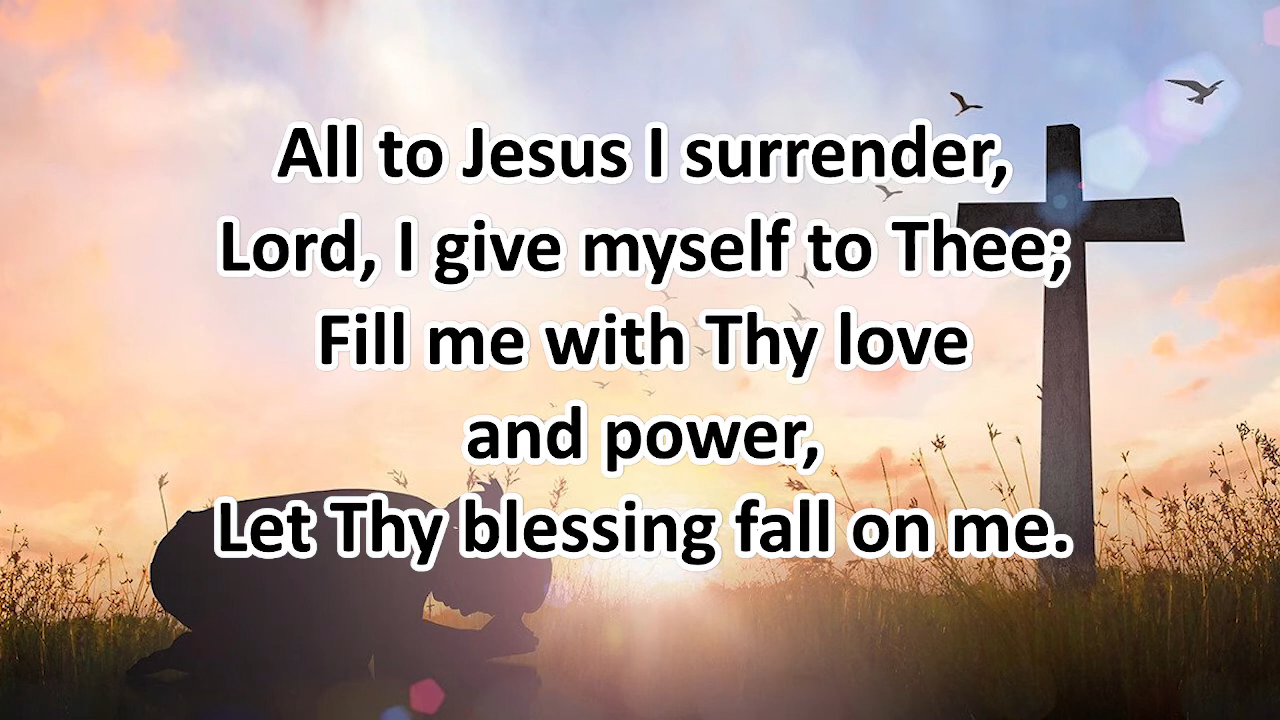 All to Jesus I surrender,
Lord, I give myself to Thee;
Fill me with Thy love
and power,
Let Thy blessing fall on me.